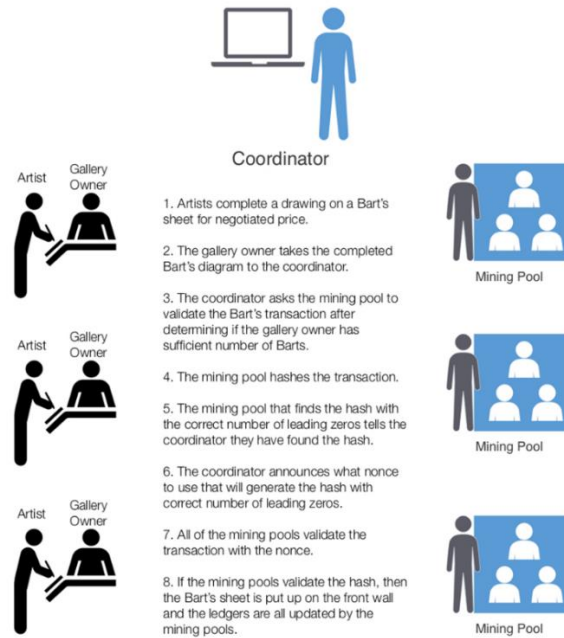 Coordinator
Artist
Gallery
Owner
Artist
Gallery
Owner
Artist
Gallery
Owner
1. Artists complete a drawing on a Bart's
sheet for negotiated price.
2. The gallery owner takes the completed
Bart's diagram to the coordinator.
3. The coordinator asks the mining pool to
validate the Bart's transaction after
determining if the gallery owner has
sufficient number of Barts.
4. The mining pool hashes the transaction.
5. The mining pool that finds the hash with
the correct number of leading zeros tells the
coordinator they have found the hash.
6. The coordinator announces what nonce
to use that will generate the hash with
correct number of leading zeros.
7. All of the mining pools validate the
transaction with the nonce.
8. If the mining pools validate the hash, then
the Bart's sheet is put up on the front wall
and the ledgers are all updated by the
mining pools.
Mining Pool
Mining Pool
Mining Pool